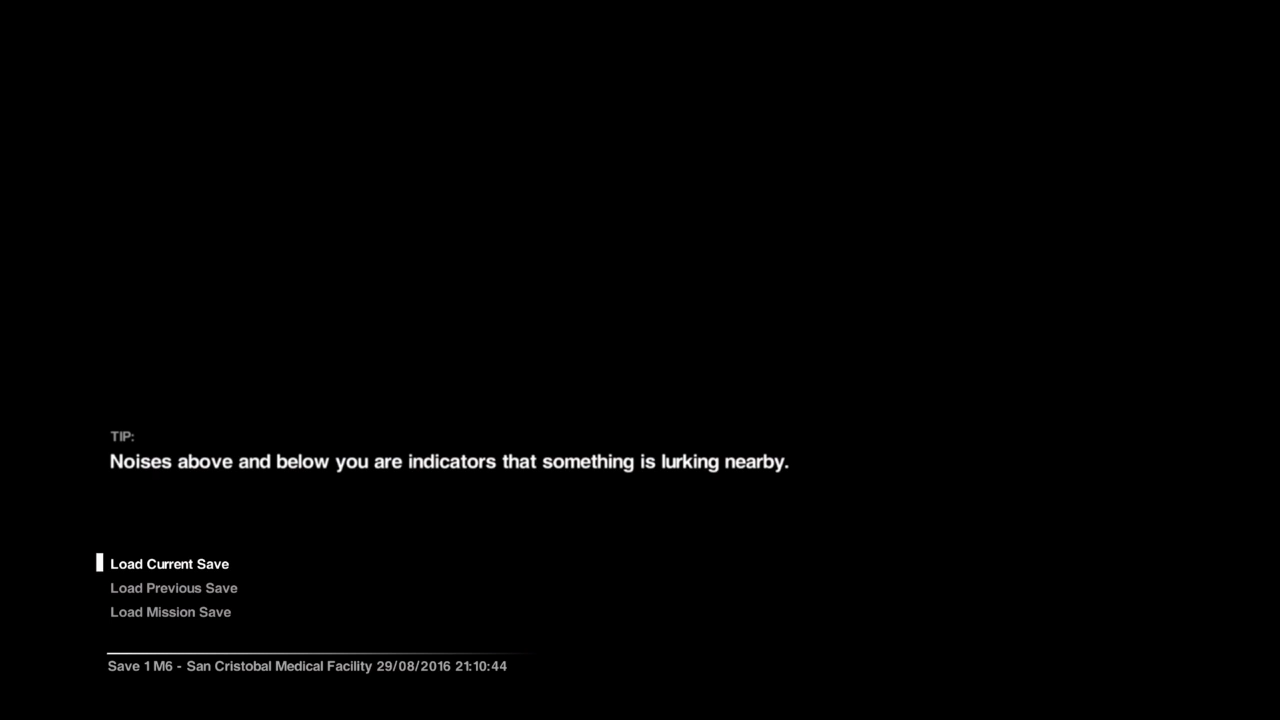 TIP:
Noises above and below you are indicators that something is lurking nearby.
Load Current Save
Load Previous Save
Load Mission Save
Save 1 M6 - San Cristobal Medical Facility 29/08/2016 21:10:44